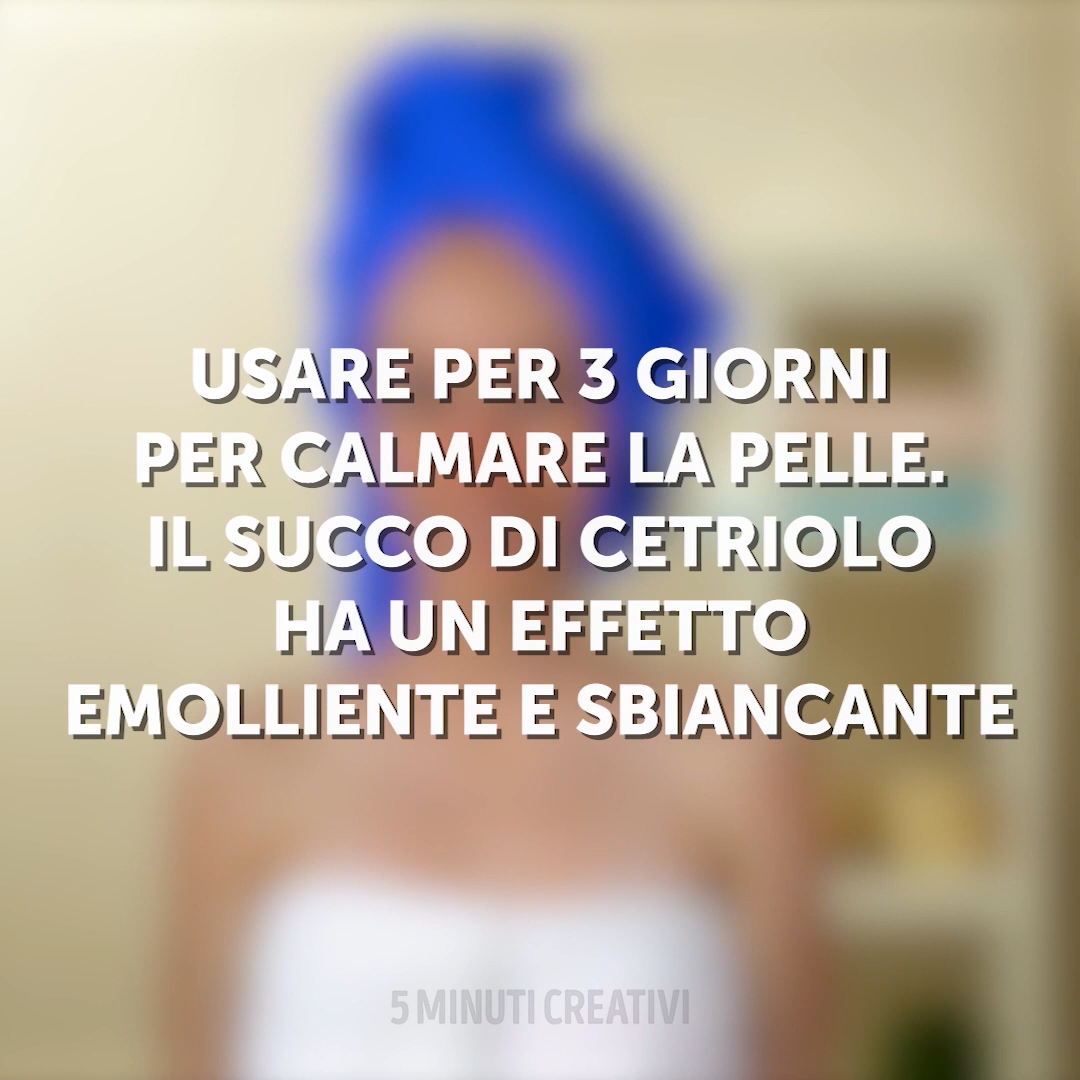 USARE PER 3 GIORNI
PER CALMARE LA PELLE.
IL SUCCO DI CETRIOLO
HA UN EFFETTO
EMOLLIENTE E SBIANCANTE
5 MINUTI CREATIVI